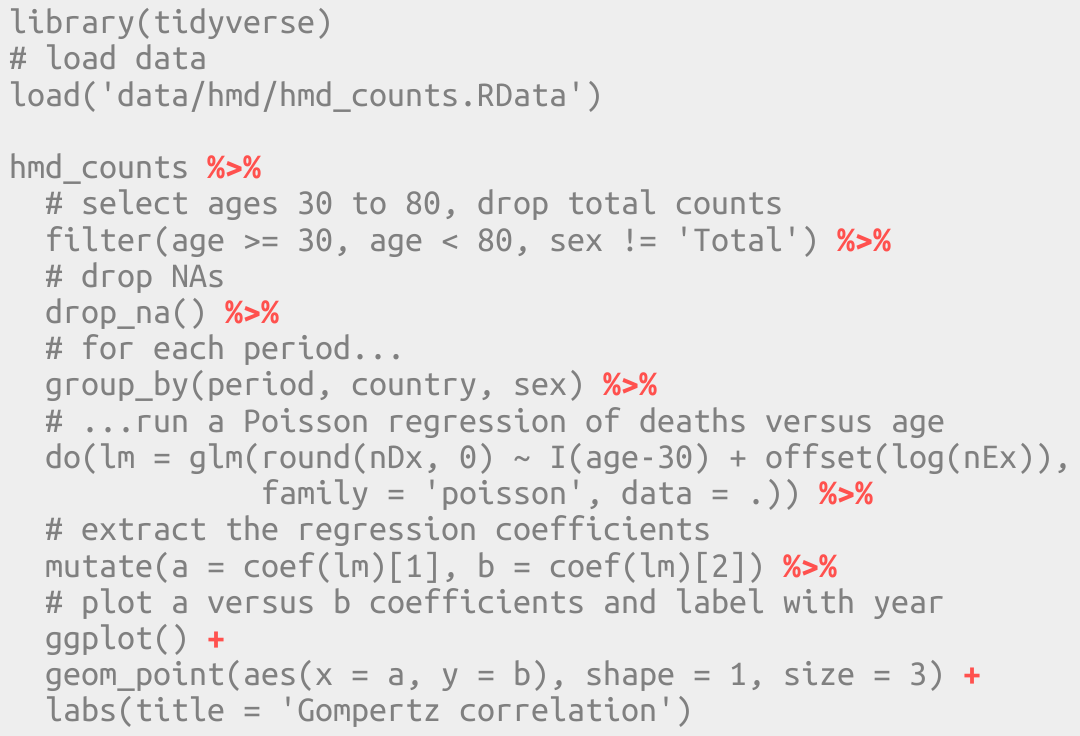 library(tidyverse)
# load data
load('data/hmd/hmd_counts.RData')

hmd_counts %>%
  # select ages 30 to 80, drop total counts
  filter(age >= 30, age < 80, sex != 'Total') %>%
  # drop NAs
  drop_na() %>%
  # for each period...
  group_by(period, country, sex) %>%
  # ...run a Poisson regression of deaths versus age
  do(lm = glm(round(nDx, 0) ~ I(age-30) + offset(log(nEx)),
              family = 'poisson', data = .)) %>%
  # extract the regression coefficients
  mutate(a = coef(lm)[1], b = coef(lm)[2]) %>%
  # plot a versus b coefficients and label with year
  ggplot() +
  geom_point(aes(x = a, y = b), shape = 1, size = 3) +
  labs(title = 'Gompertz correlation')